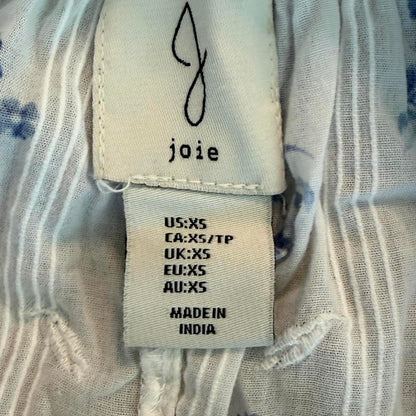 joie
US:XS
CA:XS/TP
UK:XS
EU:XS
AU:XS
MADE IN
INDIA